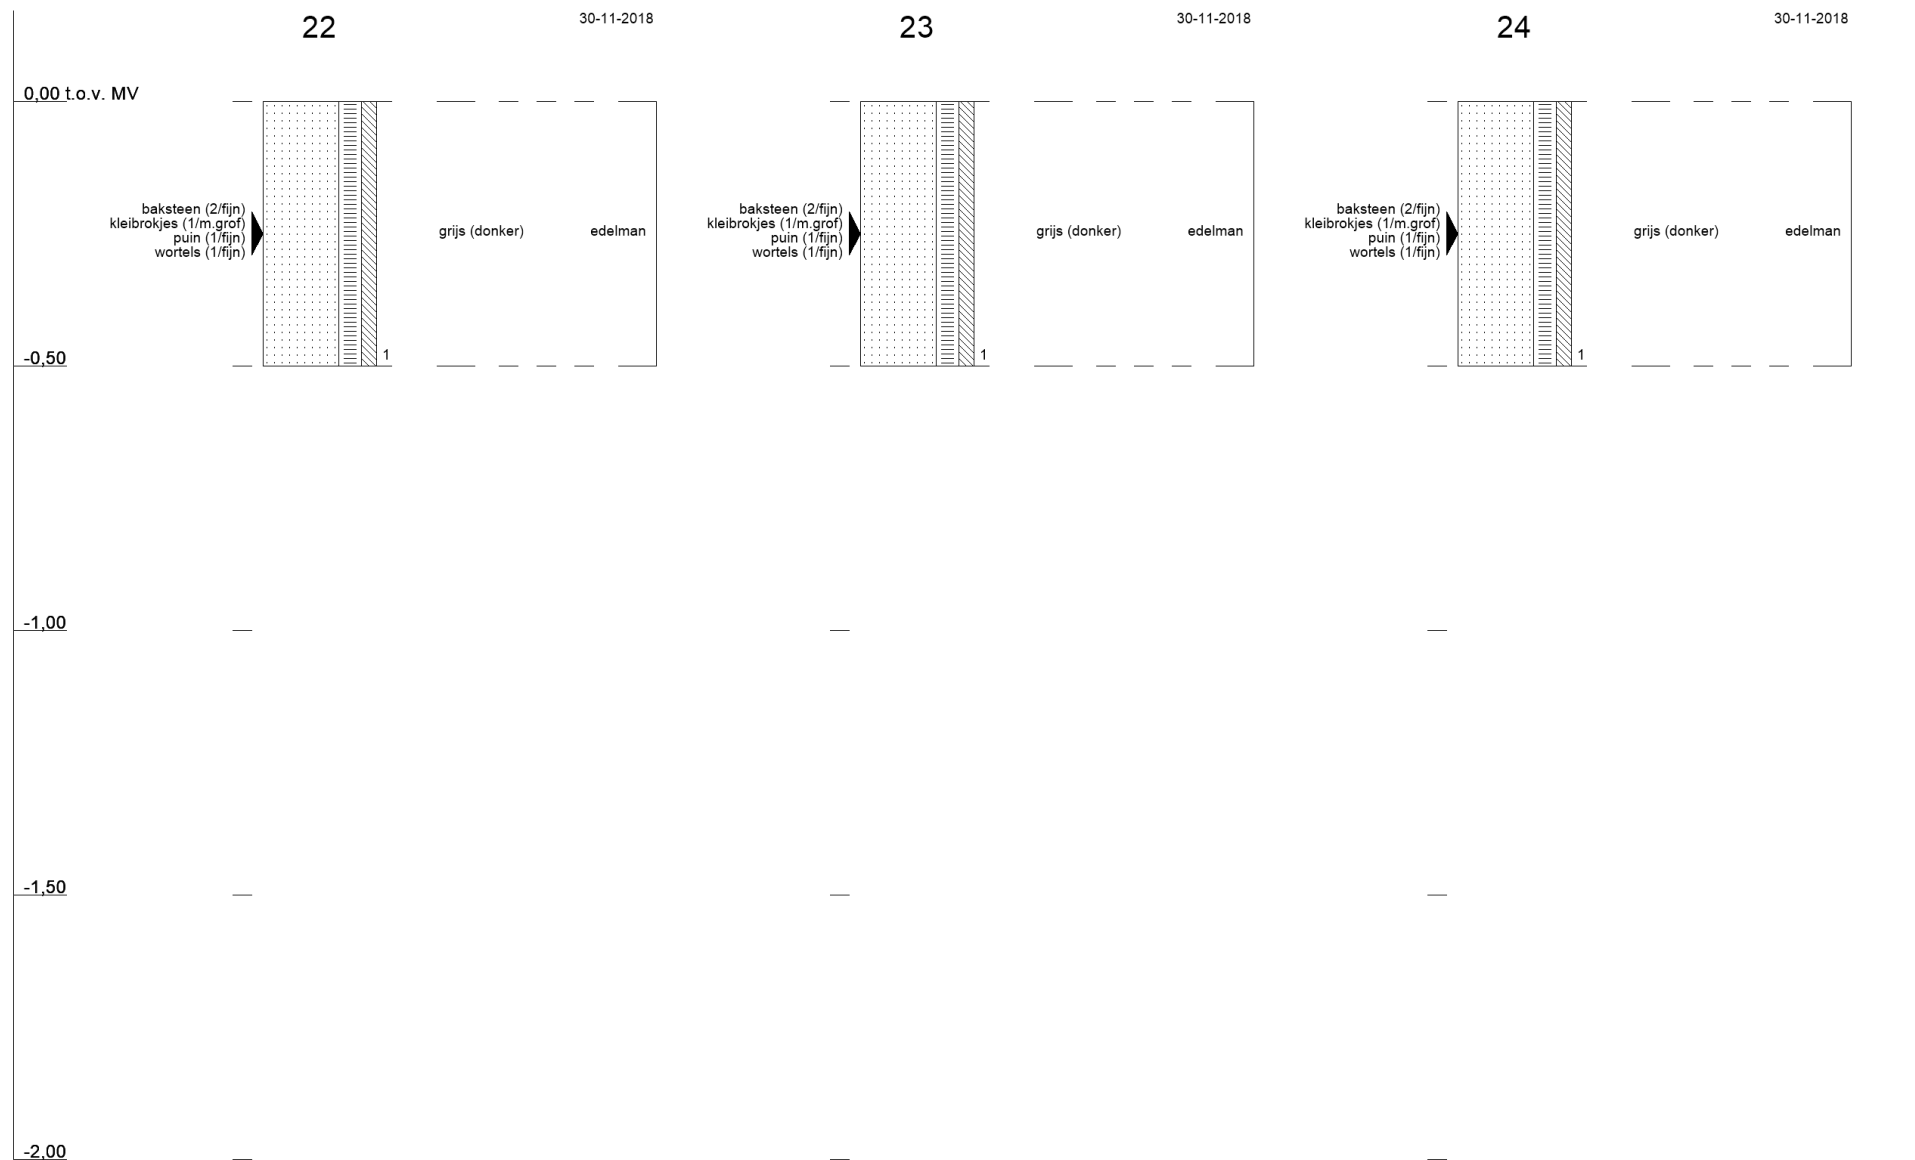 22
30-11-2018
23
30-11-2018
24
30-11-2018
0,00 t.o.v. MV
baksteen (2/fijn)
kleibrokjes (1/m.grof)
puin (1/fijn)
wortels (1/fijn)
grijs (donker)
edelman
1
baksteen (2/fijn)
kleibrokjes (1/m.grof)
puin (1/fijn)
wortels (1/fijn)
grijs (donker)
edelman
1
baksteen (2/fijn)
kleibrokjes (1/m.grof)
puin (1/fijn)
wortels (1/fijn)
grijs (donker)
edelman
1
-0,50
-1,00
-1,50
-2,00